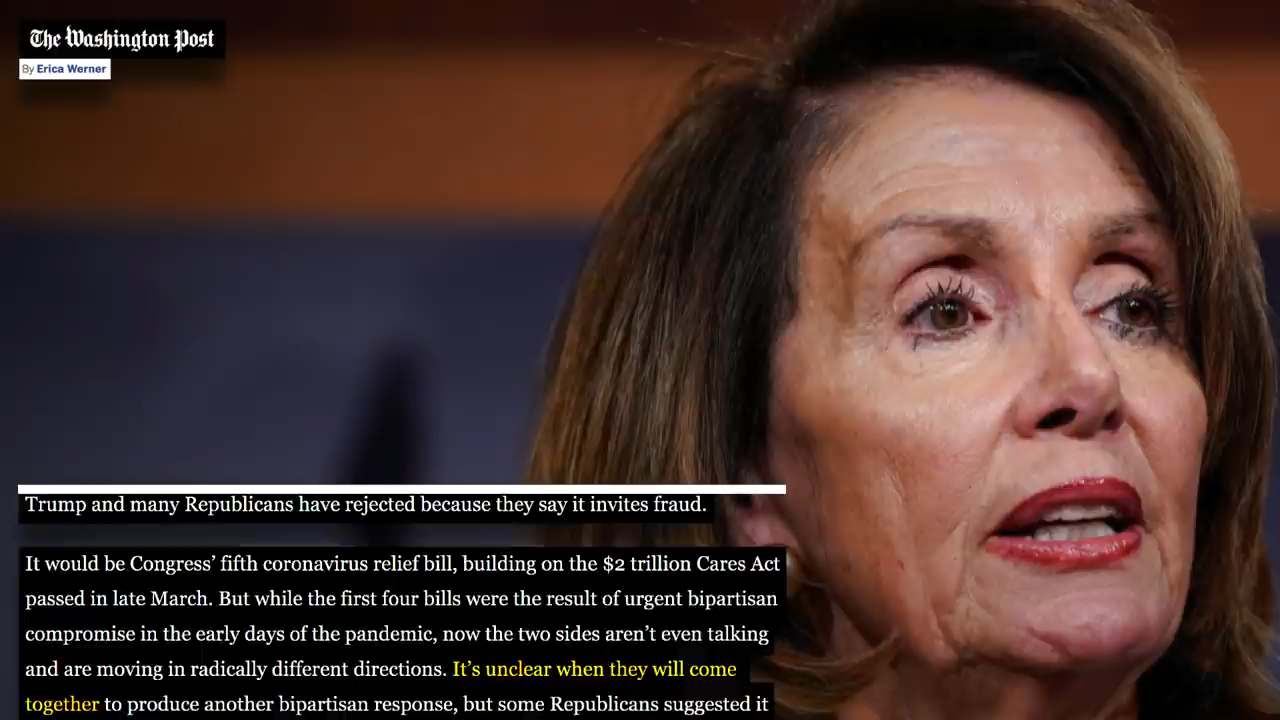 The Washington Post
By Erica Werner
Trump and many Republicans have rejected because they say it invites fraud.
It would be Congress’ fifth coronavirus relief bill, building on the $2 trillion Cares Act
passed in late March. But while the first four bills were the result of urgent bipartisan
compromise in the early days of the pandemic, now the two sides aren’t even talking
and are moving in radically different directions. It’s unclear when they will come
together to produce another bipartisan response, but some Republicans suggested it